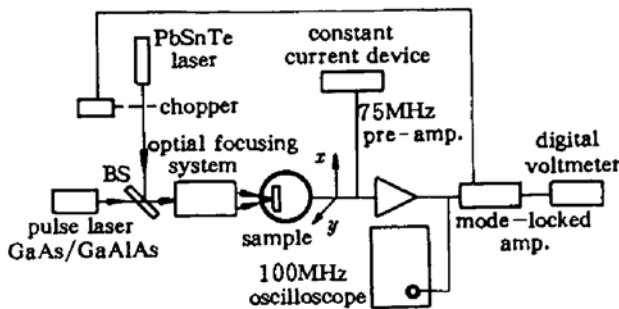 PbSnTe
laser
constant
current device
chopper
75MHz
pre-amp.
optial focusing
system
digital
voltmeter
BS
x
y
pulse laser
GaAs/GaAlAs
sample
mode-locked
amp.
100MHz
oscilloscope